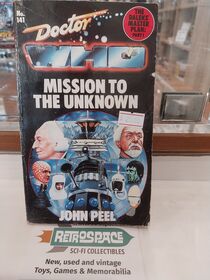 No. 141
Doctor
WHO
THE
DALEKS'
MASTER
PLAN:
PART I
MISSION
TO THE UNKNOWN
JOHN PEEL
RETROSPACE
SCI-FI COLLECTIBLES
New, used and vintage
Toys, Games & Memorabilia